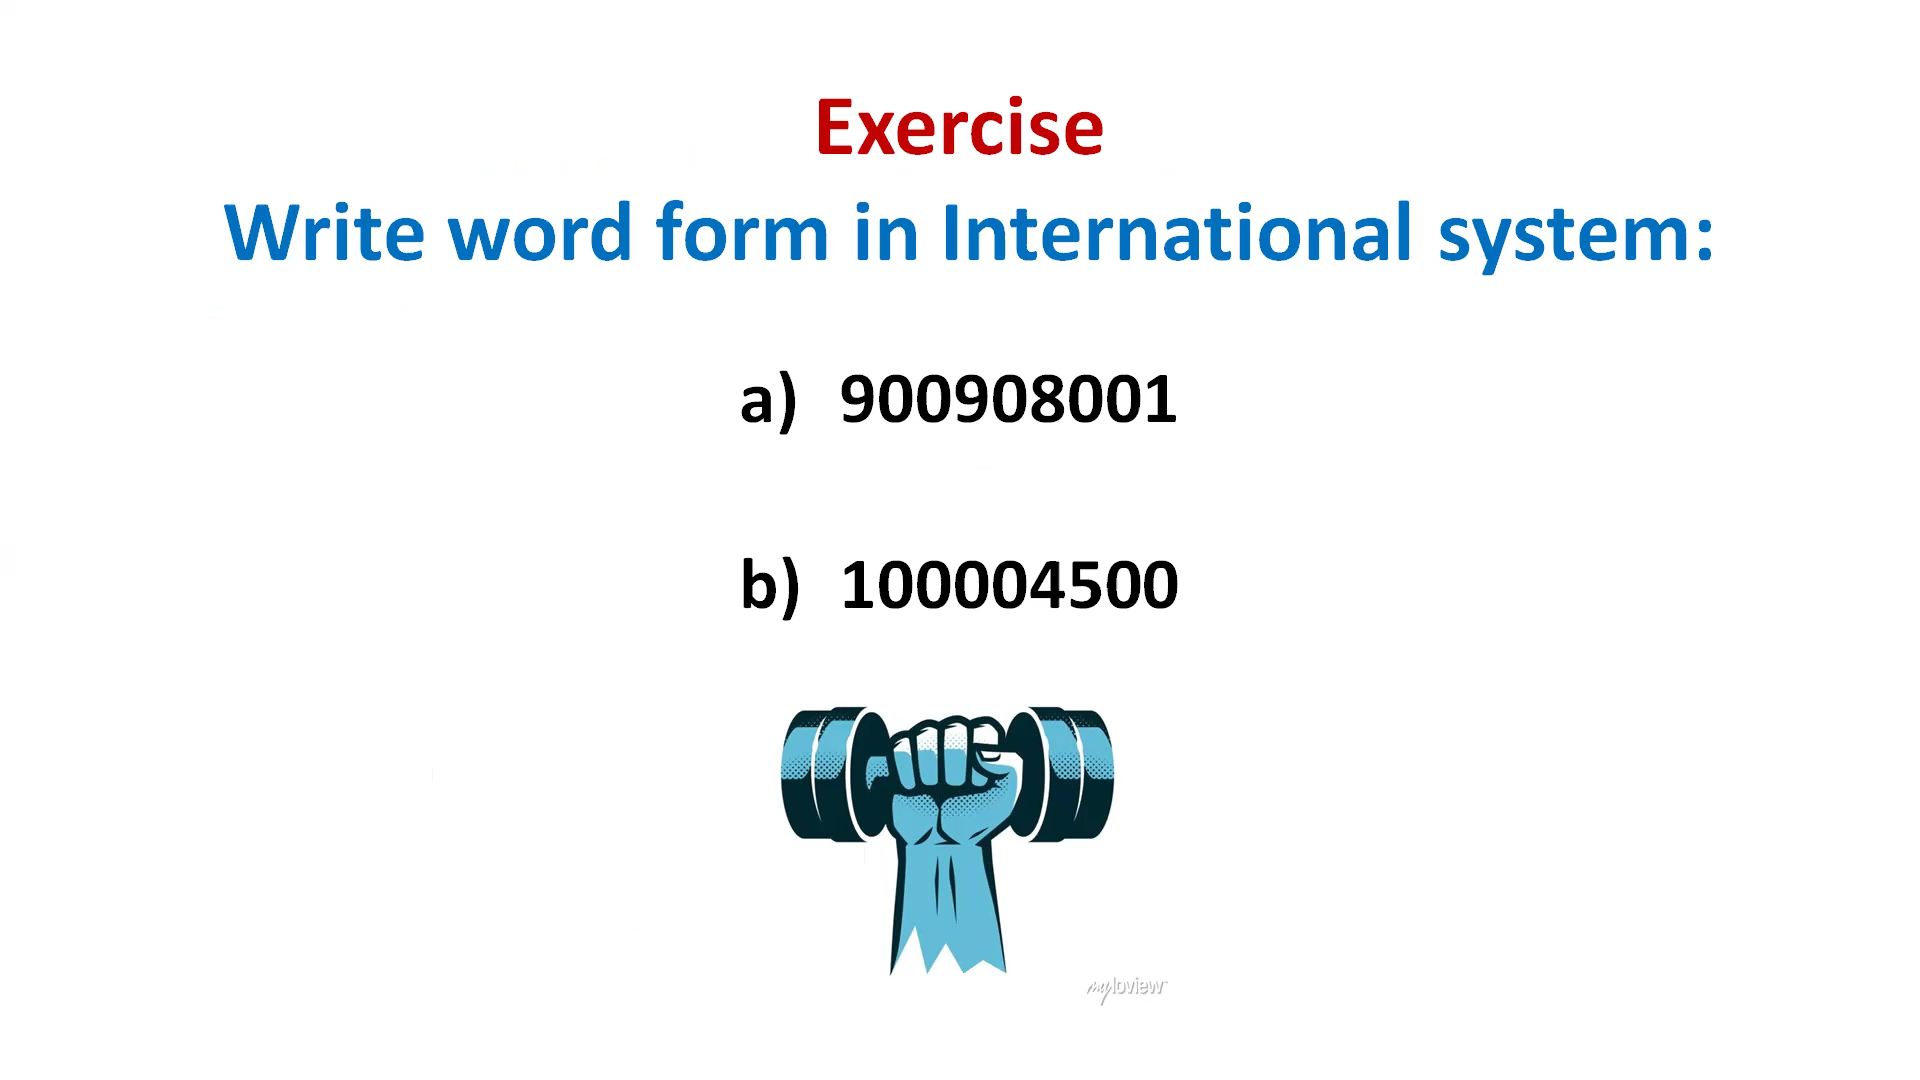 Exercise
Write word form in International system:
a) 900908001
b) 100004500
myloview